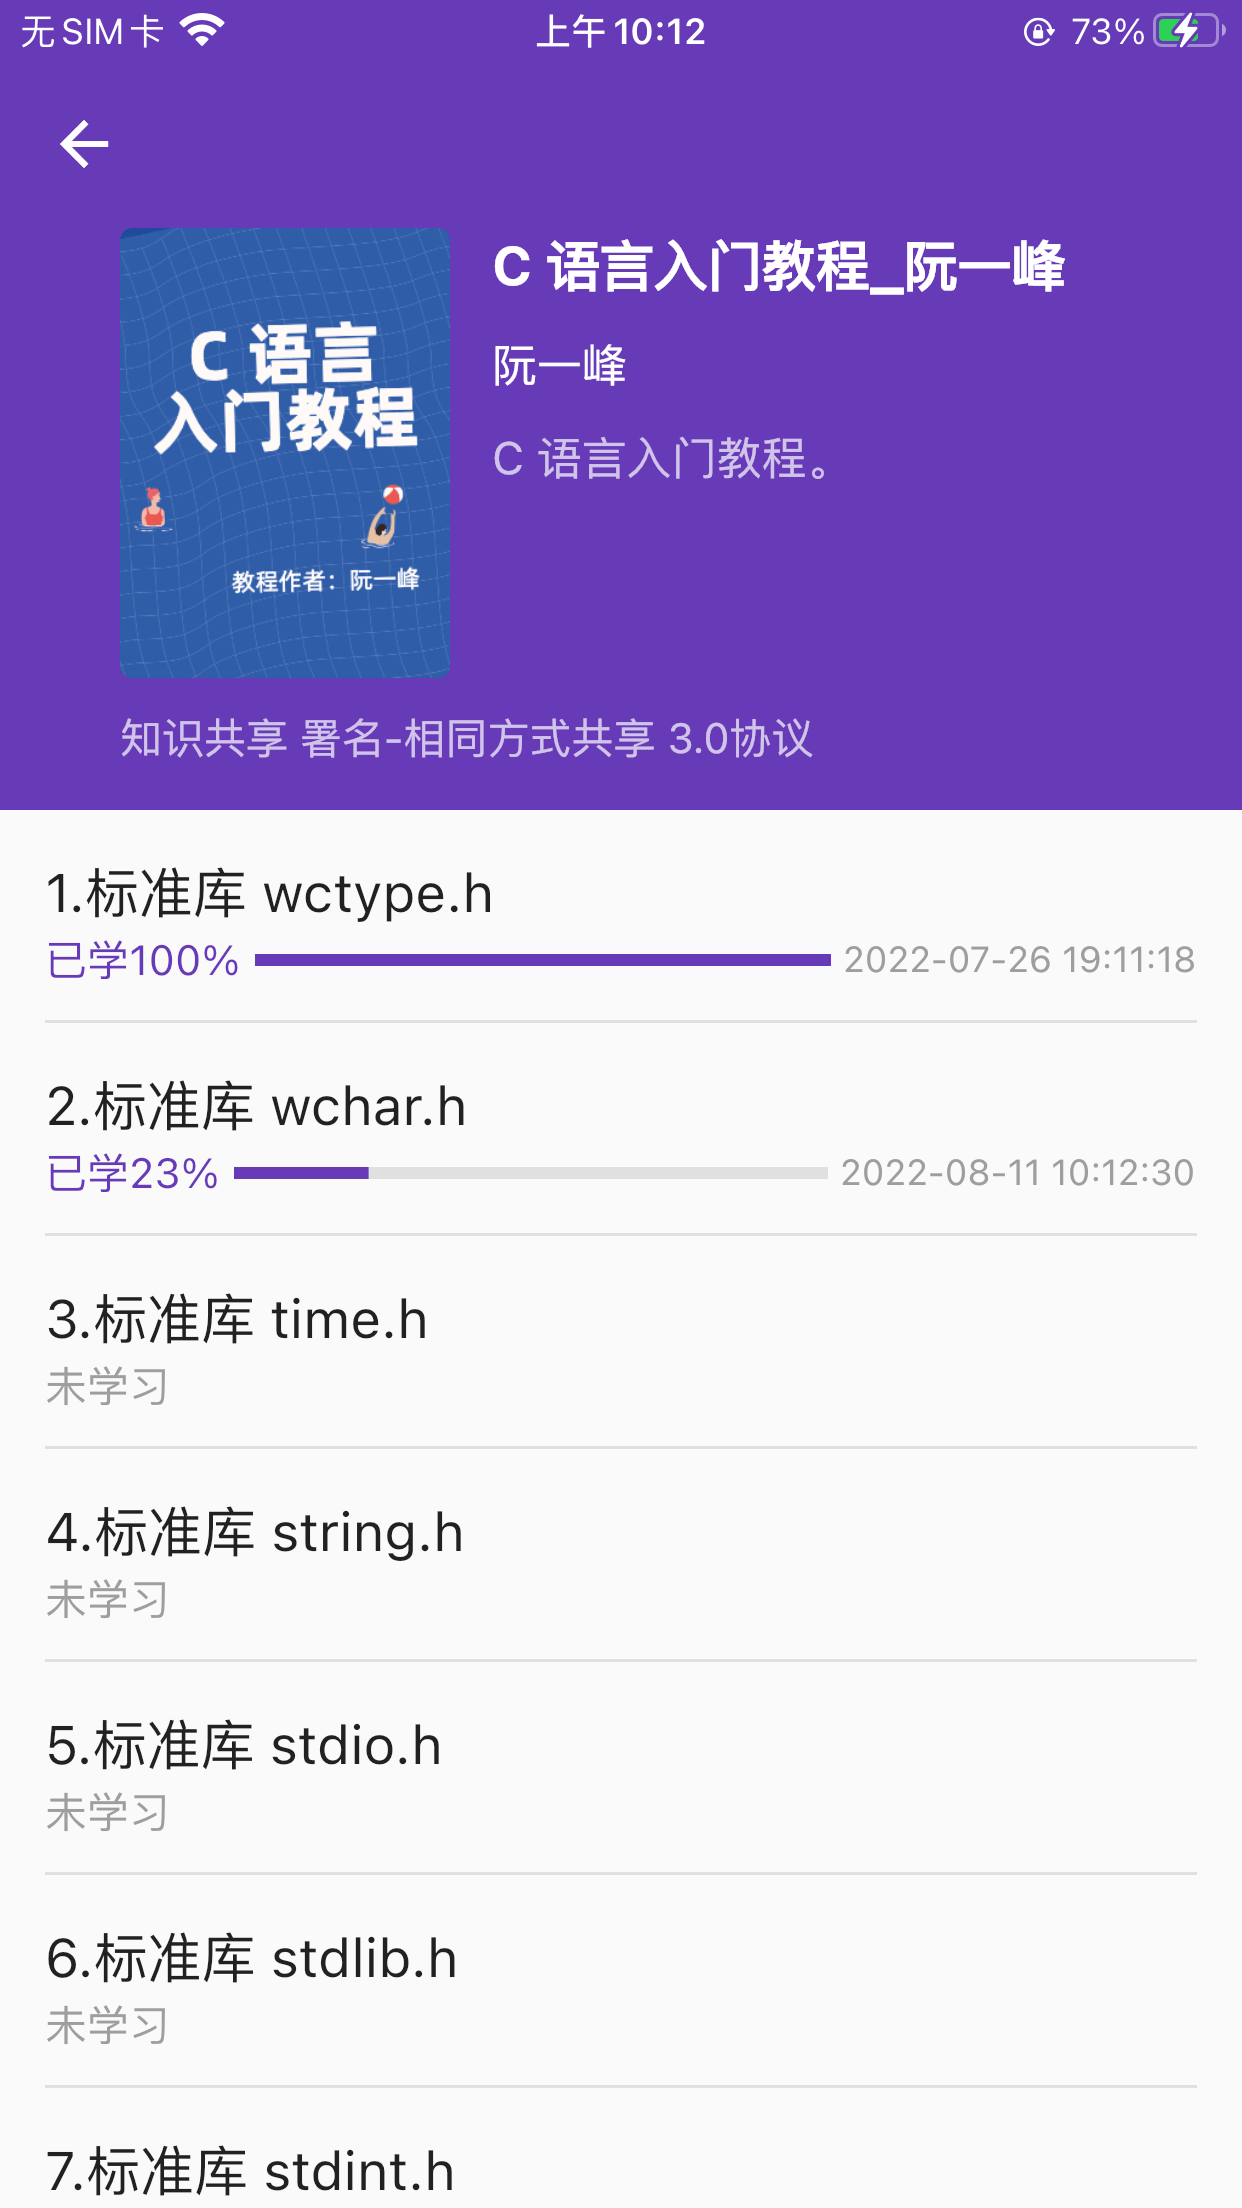 无 SIM 卡
上午 10:12
73%
C 语言
入门教程
教程作者：阮一峰
C 语言入门教程_阮一峰
阮一峰
C 语言入门教程。
知识共享 署名-相同方式共享 3.0协议
1.标准库 wctype.h
已学100% 2022-07-26 19:11:18
2.标准库 wchar.h
已学23% 2022-08-11 10:12:30
3.标准库 time.h
未学习
4.标准库 string.h
未学习
5.标准库 stdio.h
未学习
6.标准库 stdlib.h
未学习
7.标准库 stdint.h